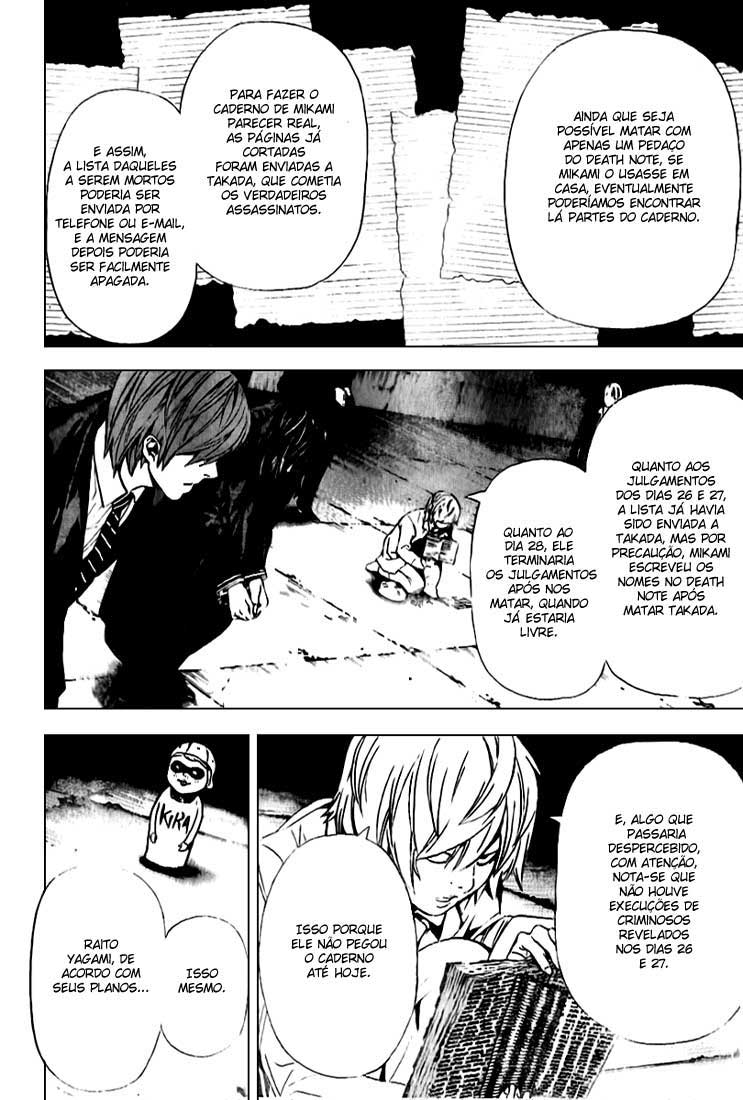 AINDA QUE SEJA
POSSÍVEL MATAR COM
APENAS UM PEDAÇO
DO DEATH NOTE, SE
MIKAMI O USASSE EM
CASA, EVENTUALMENTE
PODERÍAMOS ENCONTRAR
LÁ PARTES DO CADERNO.
PARA FAZER O
CADERNO DE MIKAMI
PARECER REAL,
AS PÁGINAS JÁ
CORTADAS
FORAM ENVIADAS A
TAKADA, QUE COMETIA
OS VERDADEIROS
ASSASSINATOS.
E ASSIM,
A LISTA DAQUELES
A SEREM MORTOS
PODERIA SER
ENVIADA POR
TELEFONE OU E-MAIL,
E A MENSAGEM
DEPOIS PODERIA
SER FACILMENTE
APAGADA.
QUANTO AOS
JULGAMENTOS
DOS DIAS 26 E 27,
A LISTA JÁ HAVIA
SIDO ENVIADA A
TAKADA, MAS POR
PRECAUÇÃO, MIKAMI
ESCREVEU OS
NOMES NO DEATH
NOTE APÓS
MATAR TAKADA.
QUANTO AO
DIA 28, ELE
TERMINARIA
OS JULGAMENTOS
APÓS NOS
MATAR, QUANDO
JÁ ESTARIA
LIVRE.
E, ALGO QUE
PASSARIA
DESPERCEBIDO,
COM ATENÇÃO,
NOTA-SE QUE
NÃO HOUVE
EXECUÇÕES DE
CRIMINOSOS
REVELADOS
NOS DIAS 26
E 27.
ISSO PORQUE
ELE NÃO PEGOU
O CADERNO
ATÉ HOJE.
KIRA
ISSO
MESMO.
RAITO
YAGAMI, DE
ACORDO COM
SEUS PLANOS...